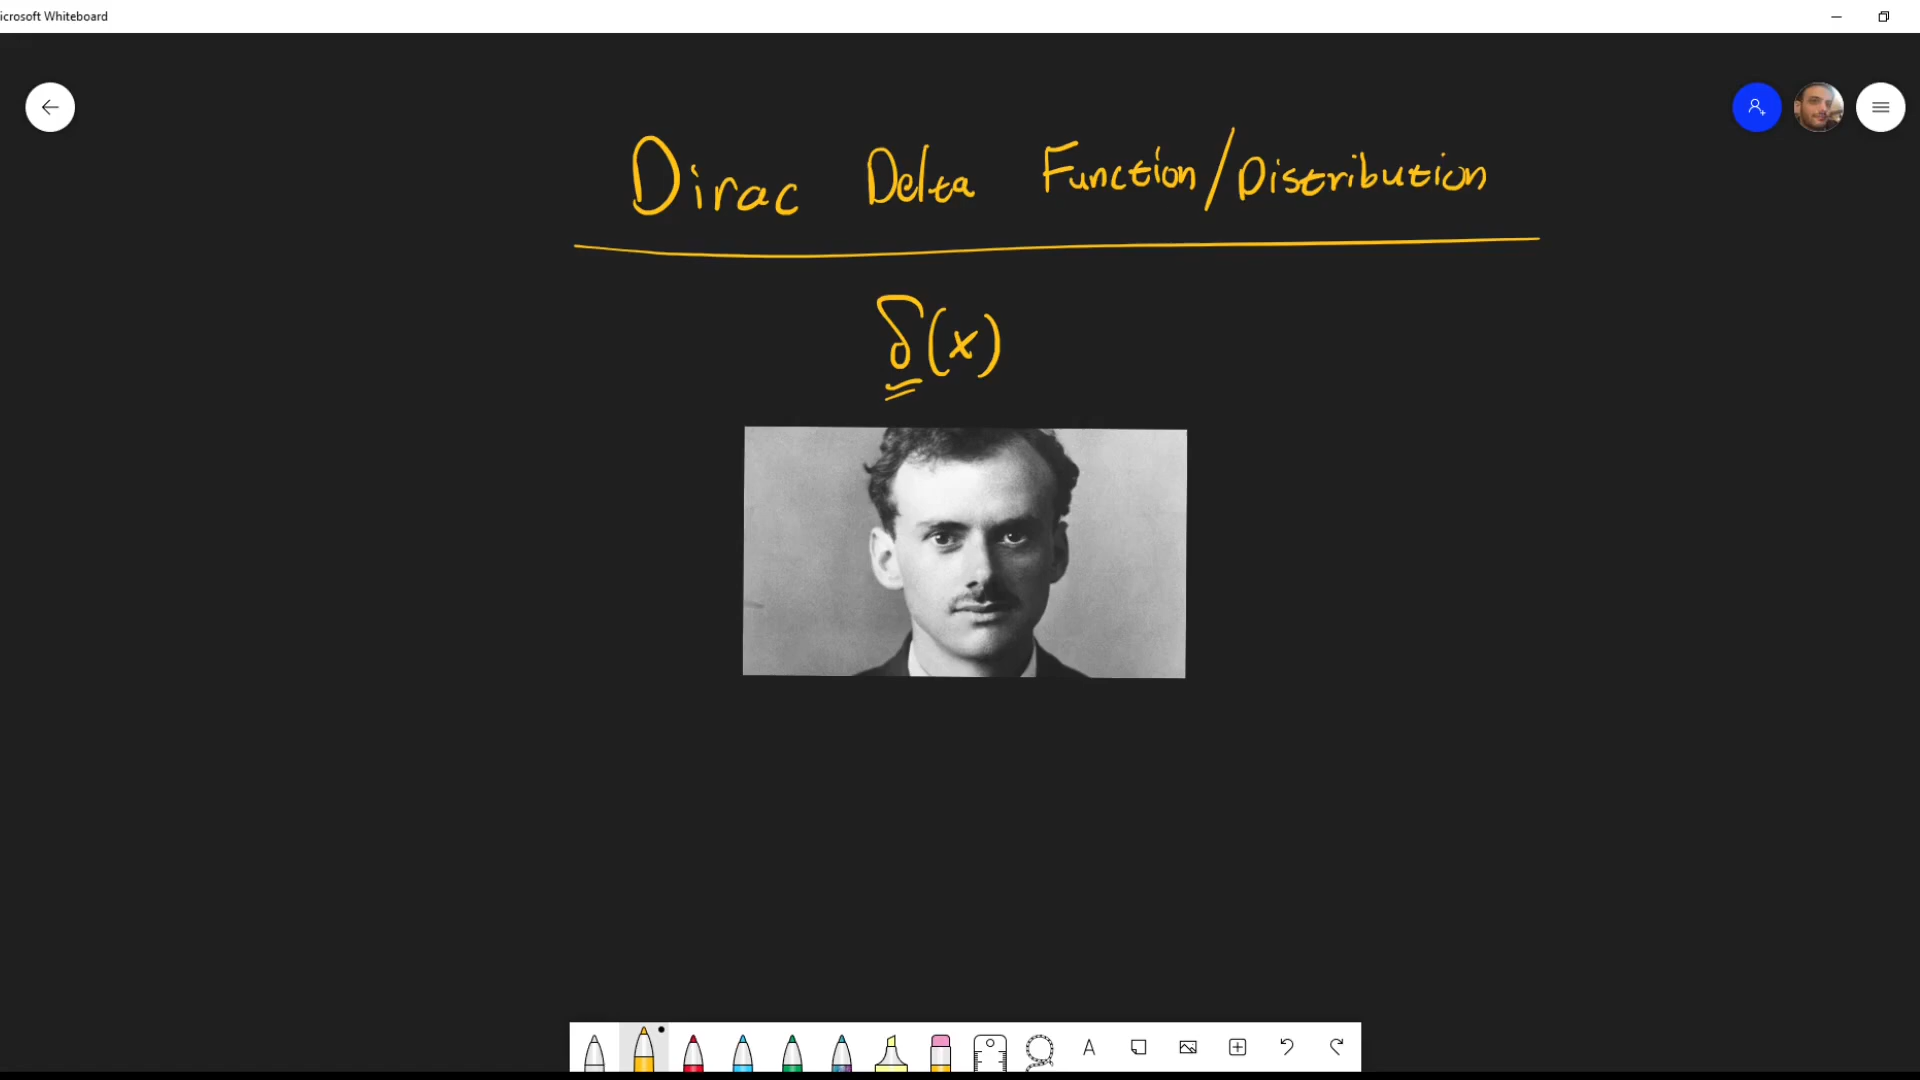 icrosoft Whiteboard
Dirac Delta Function/Distribution
δ(x)
A